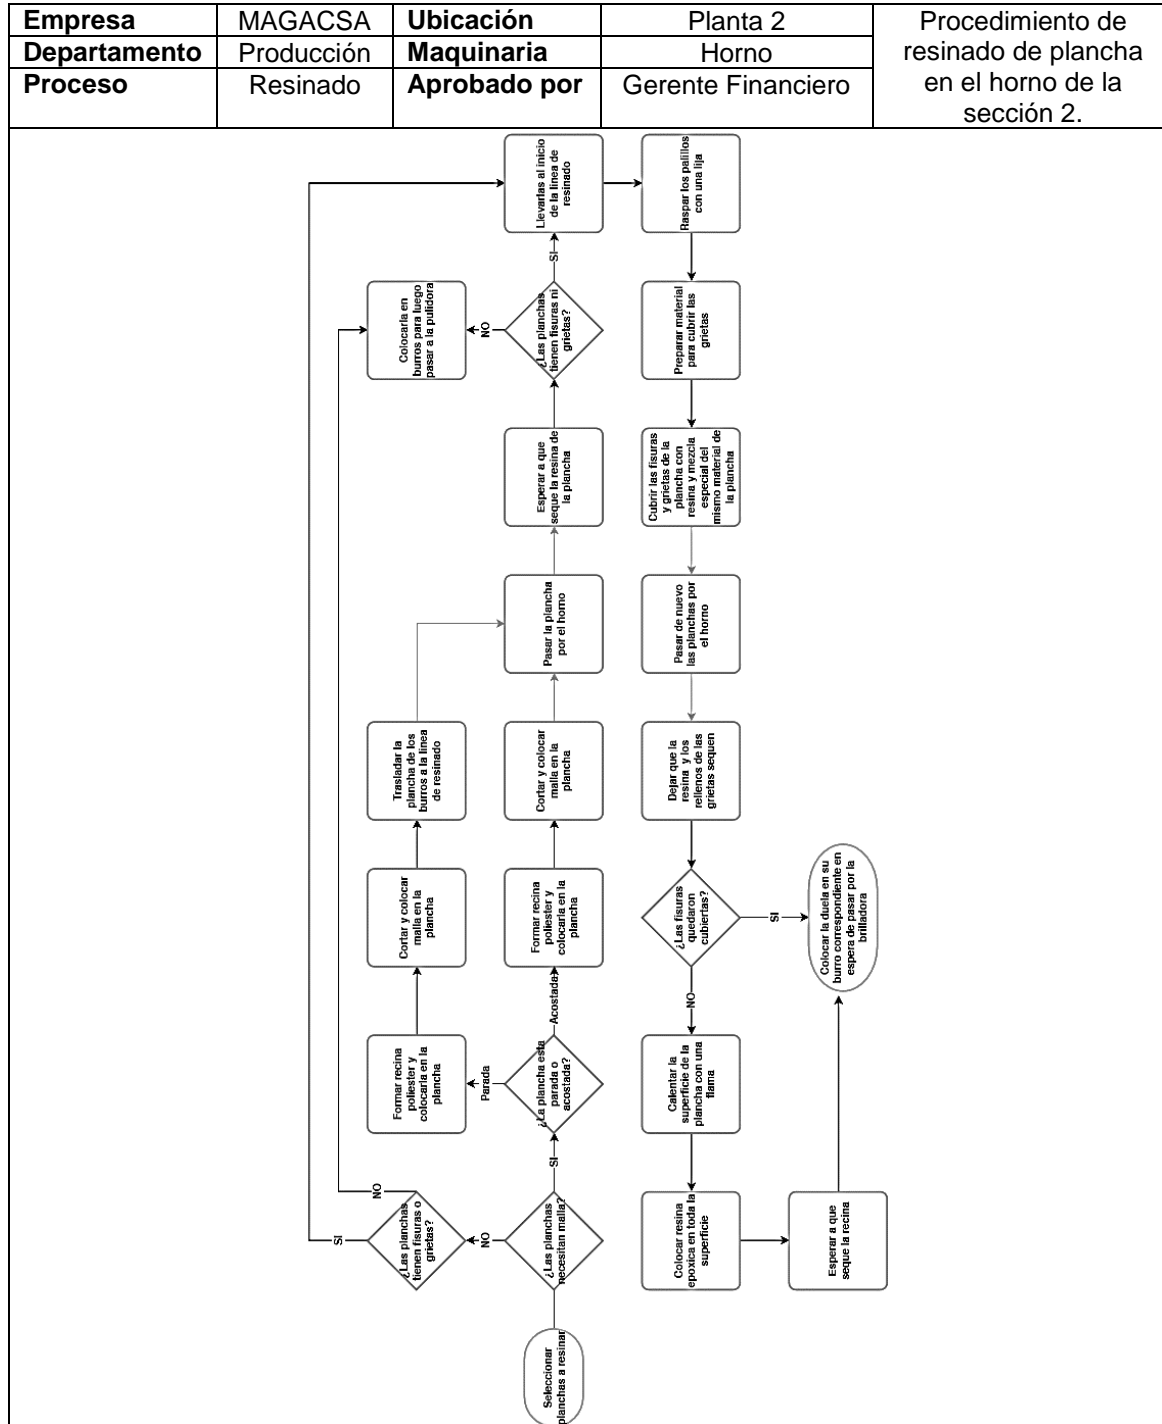 Empresa
MAGACSA
Ubicación
Planta 2
Procedimiento de
resinado de plancha
en el horno de la
sección 2.
Departamento
Producción
Maquinaria
Horno
Proceso
Resinado
Aprobado por
Gerente Financiero
Seleccionar
planchas a resinar
¿Las planchas
necesitan malla?
NO
SI
¿Las planchas
tienen fisuras o
grietas?
SI
NO
¿La plancha esta
parada o
acostada?
Parada
Acostada
Formar recina
poliester y
colocarla en la
plancha
Cortar y colocar
malla en la
plancha
Trasladar la
plancha de los
burros a la linea
de resinado
Formar recina
poliester y
colocarla en la
plancha
Cortar y colocar
malla en la
plancha
Pasar la plancha
por el horno
Esperar a que
seque la resina de
la plancha
¿Las planchas no
tienen fisuras ni
grietas?
NO
SI
Colocarla en
burros para luego
pasar a la pulidora
Llevarlas al inicio
de la linea de
resinado
Raspar los palillos
con una lija
Preparar material
para cubrir las
grietas
Cubrir las fisuras
y grietas de la
plancha con
resina y mezcla
especial del
mismo material de
la plancha
Pasar de nuevo
las planchas por
el horno
Dejar que la
resina y los
rellenos de las
grietas sequen
¿Las fisuras
quedaron
cubiertas?
SI
NO
Calentar la
superficie de la
plancha con una
flama
Colocar resina
epoxica en toda la
superficie
Esperar a que
seque la recina
Colocar la duela en su
burro correspondiente en
espera de pasar por la
brilladora